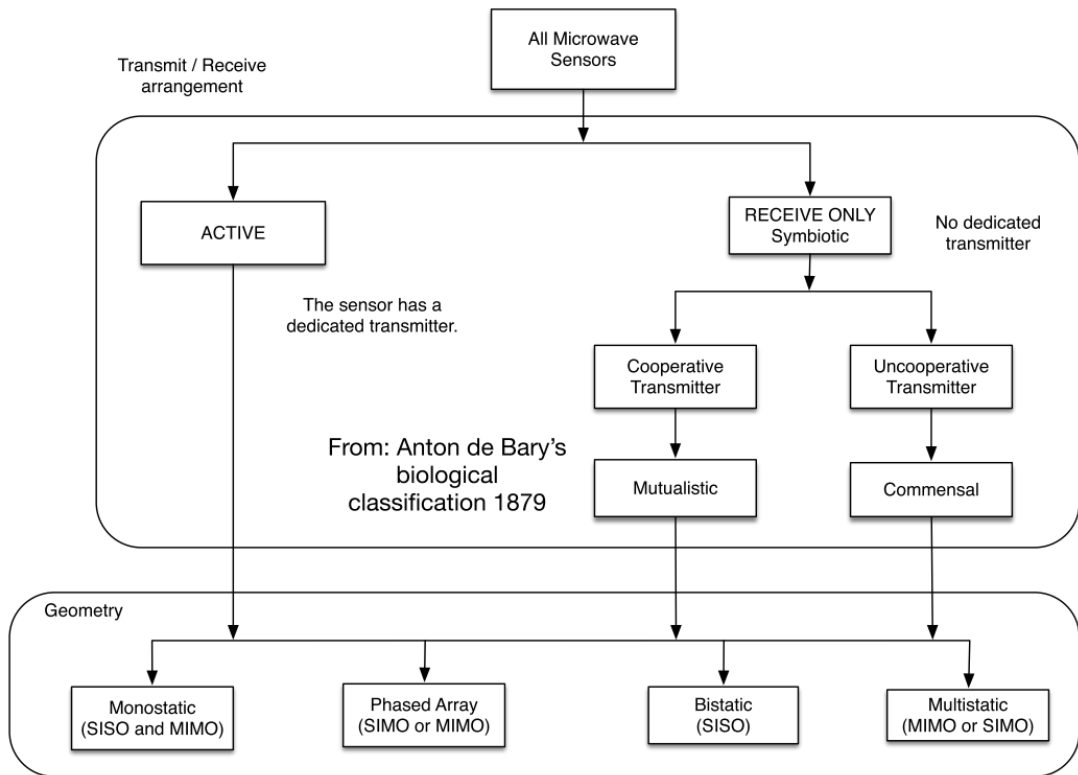 All Microwave
Sensors
Transmit / Receive
arrangement
ACTIVE
RECEIVE ONLY
Symbiotic
No dedicated
transmitter
The sensor has a
dedicated transmitter.
Cooperative
Transmitter
Uncooperative
Transmitter
From: Anton de Bary's
biological
classification 1879
Mutualistic
Commensal
Geometry
Monostatic
(SISO and MIMO)
Phased Array
(SIMO or MIMO)
Bistatic
(SISO)
Multistatic
(MIMO or SIMO)